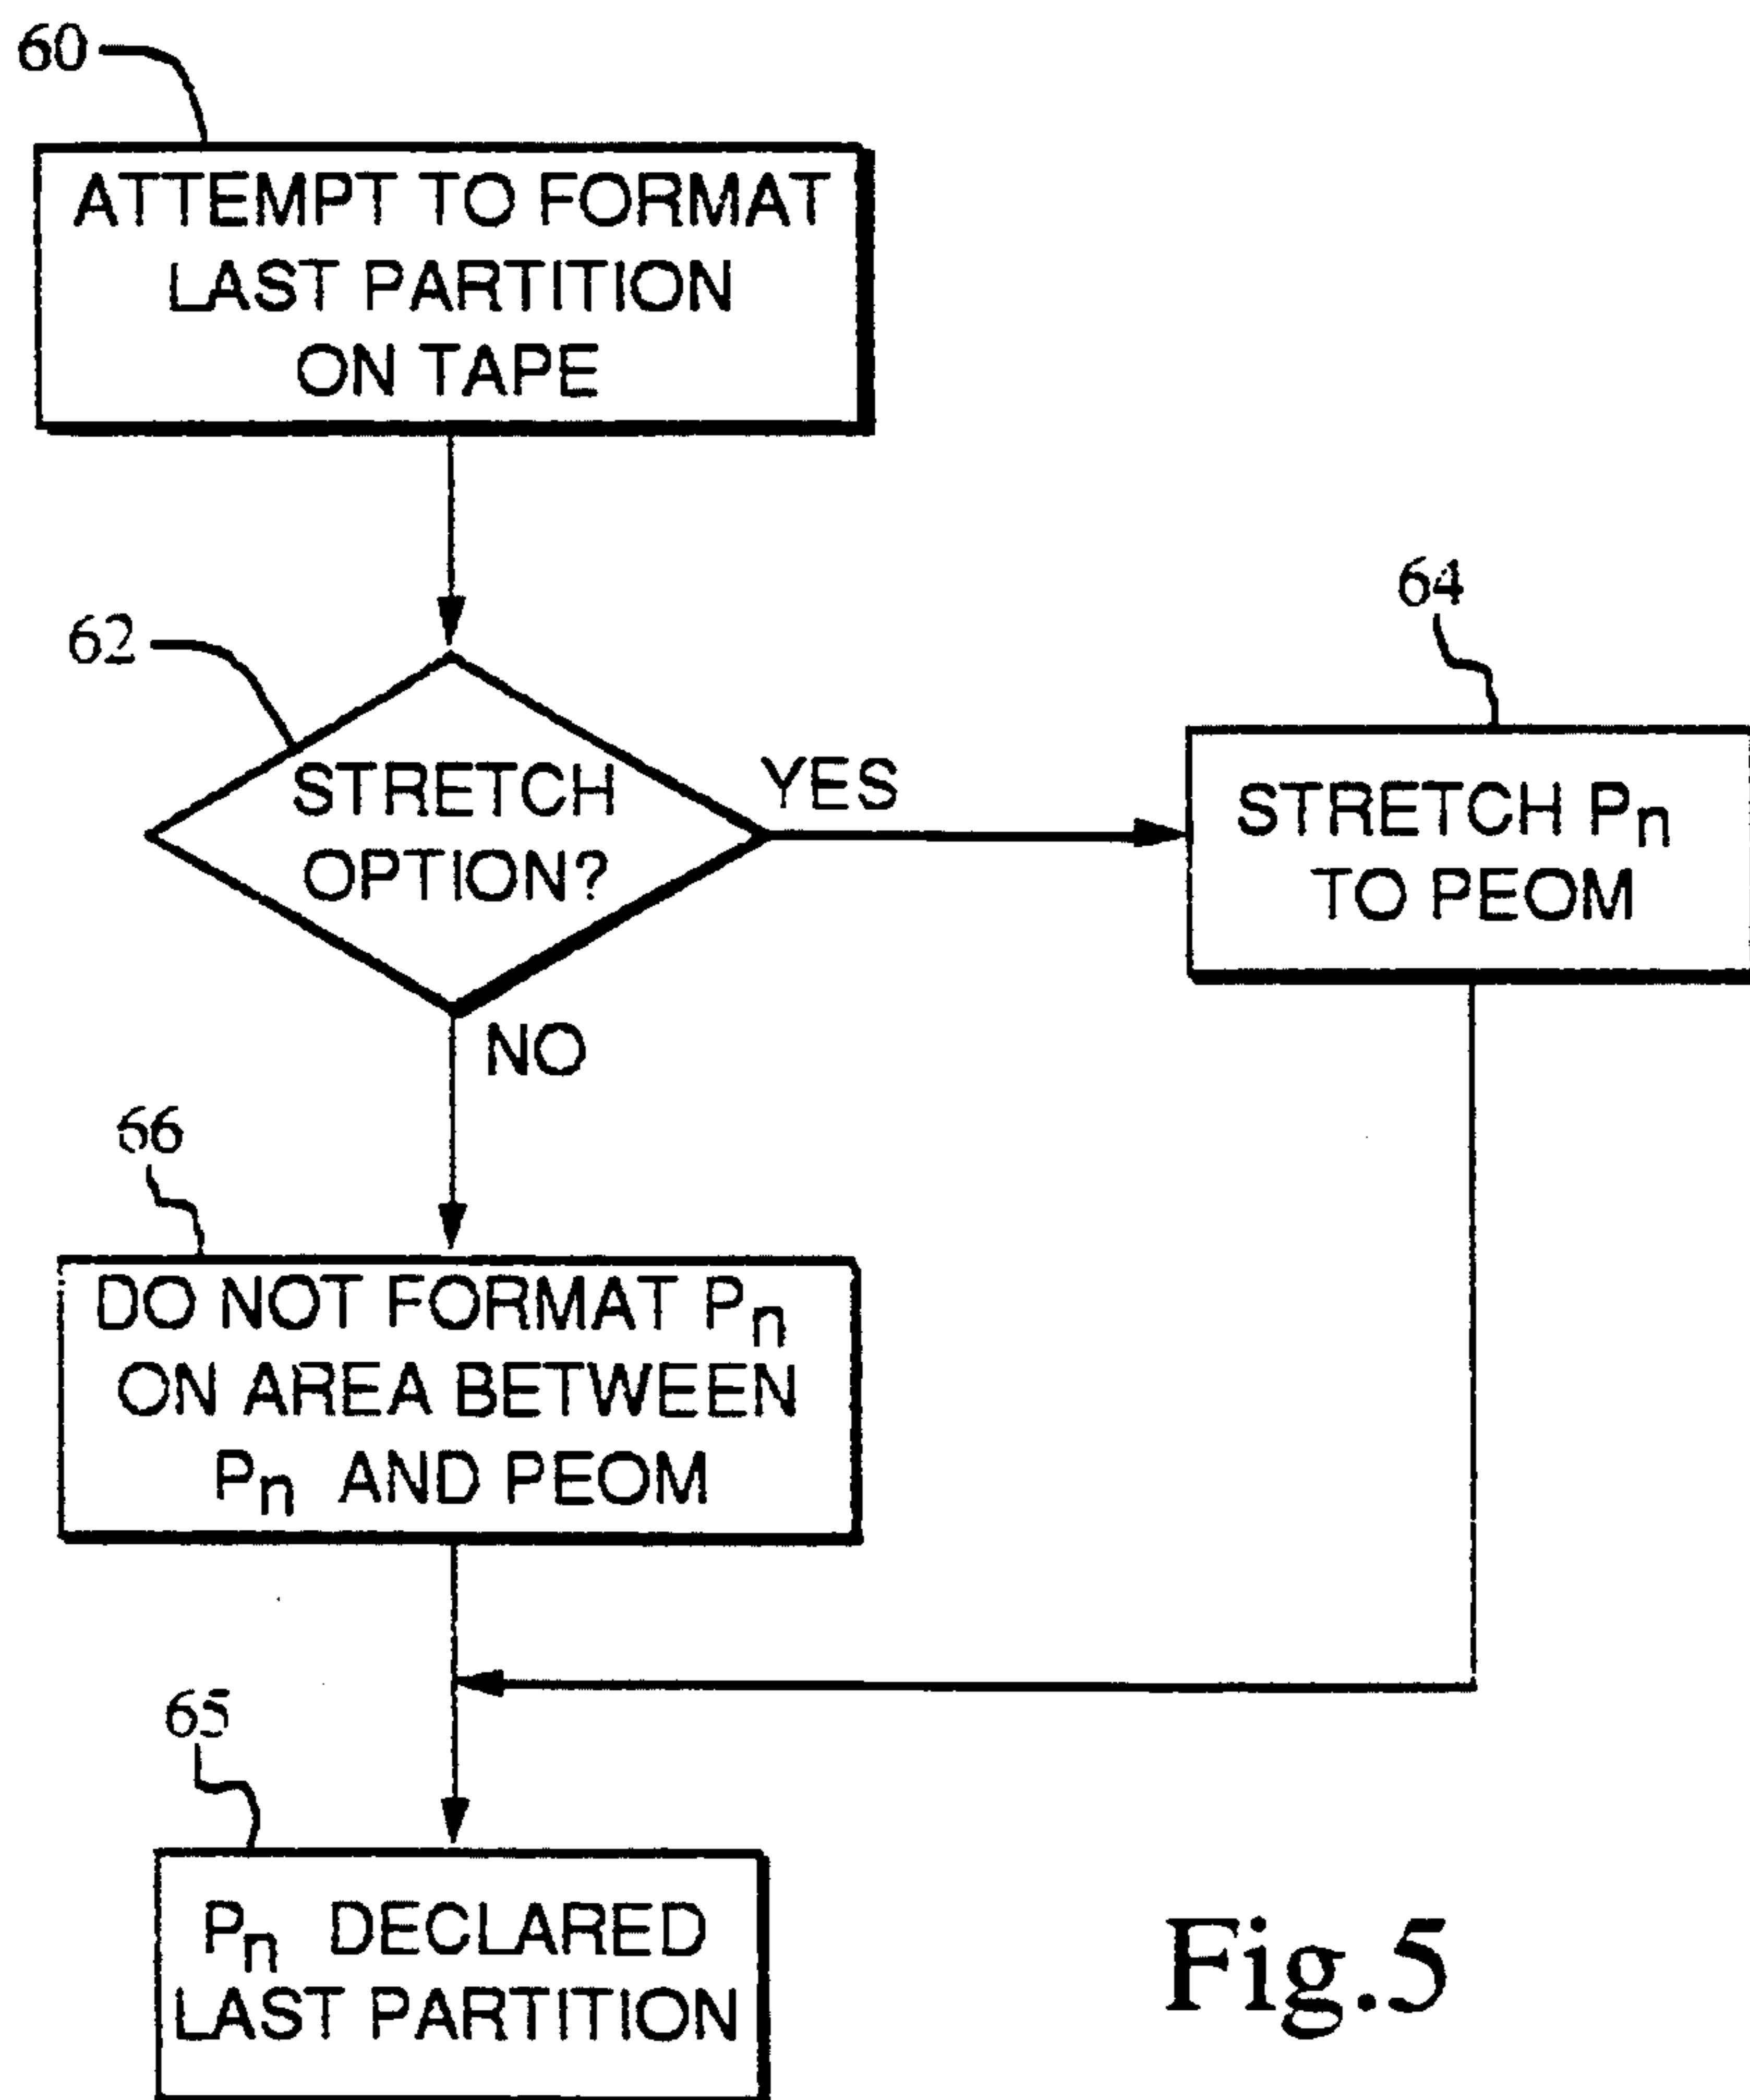 60
ATTEMPT TO FORMAT
LAST PARTITION
ON TAPE
62
STRETCH
OPTION?
YES
64
STRETCH Pn
TO PEOM
NO
66
DO NOT FORMAT Pn
ON AREA BETWEEN
Pn AND PEOM
65
Pn DECLARED
LAST PARTITION
Fig.5